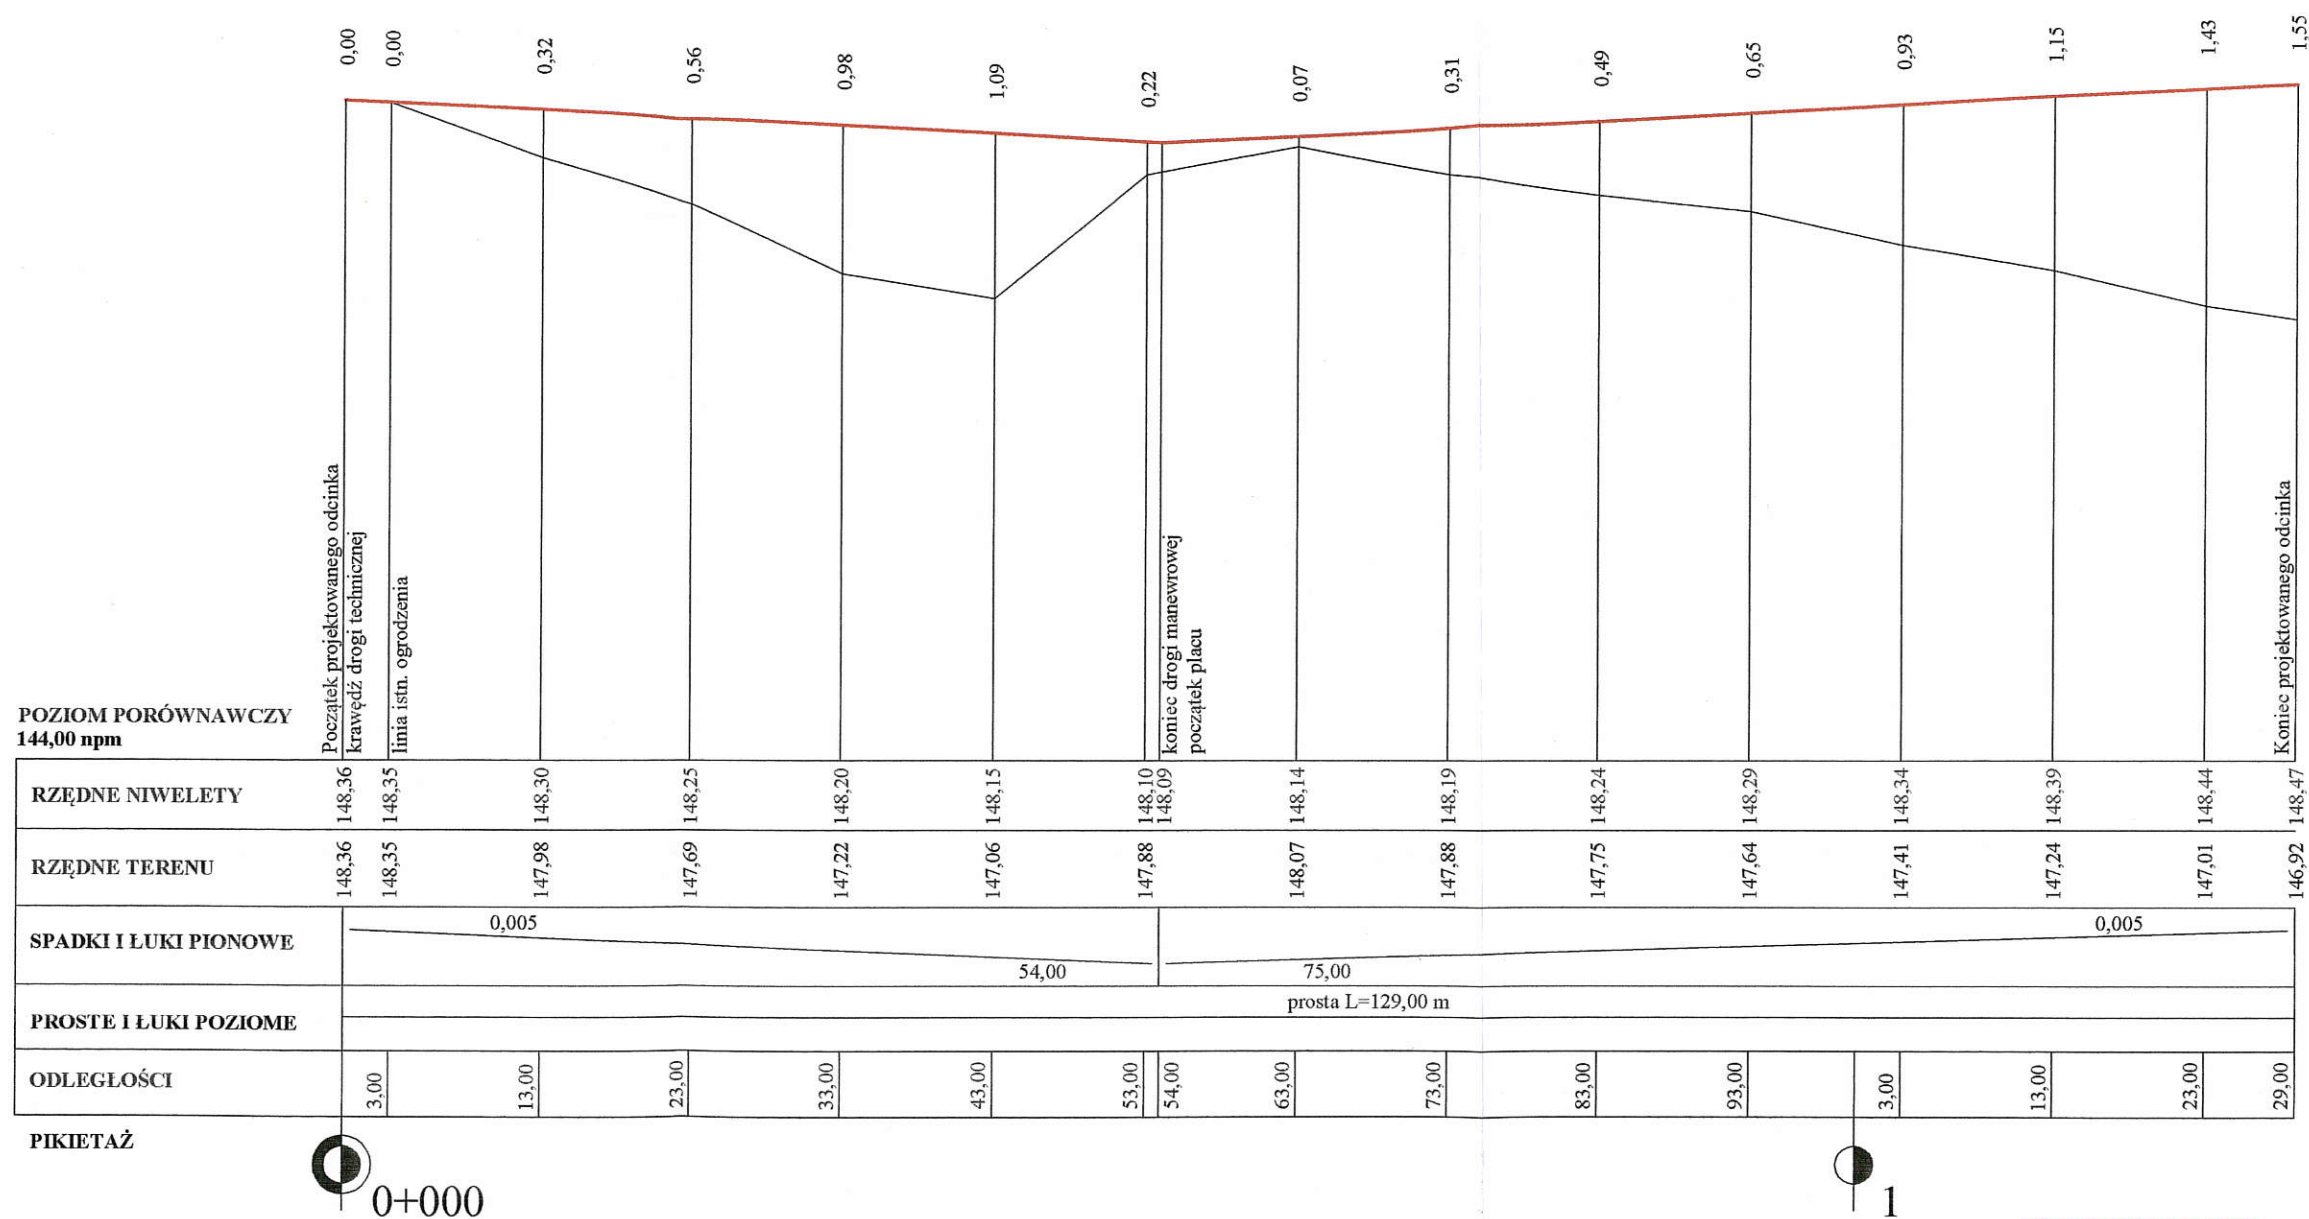 0,00 0,00 0,32 0,56 0,98 1,09 0,22 0,07 0,31 0,49 0,65 0,93 1,15 1,43 1,55
Początek projektowanego odcinka
krawędź drogi technicznej
linia istn. ogrodzenia
koniec drogi manewrowej
początek placu
Koniec projektowanego odcinka
POZIOM PORÓWNAWCZY
144,00 npm
RZĘDNE NIWELETY 148,36 148,35 148,30 148,25 148,20 148,15 148,10 148,09 148,14 148,19 148,24 148,29 148,34 148,39 148,44 148,47
RZĘDNE TERENU 148,36 148,35 147,98 147,69 147,22 147,06 147,88 148,07 147,88 147,75 147,64 147,41 147,24 147,01 146,92
SPADKI I ŁUKI PIONOWE 0,005 54,00 75,00 0,005
PROSTE I ŁUKI POZIOME prosta L=129,00 m
ODLEGŁOŚCI 3,00 13,00 23,00 33,00 43,00 53,00 54,00 63,00 73,00 83,00 93,00 3,00 13,00 23,00 29,00
PIKIETAŻ
0+000 1